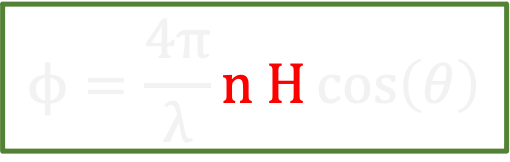 ϕ = 4π/λ n H cos(θ)